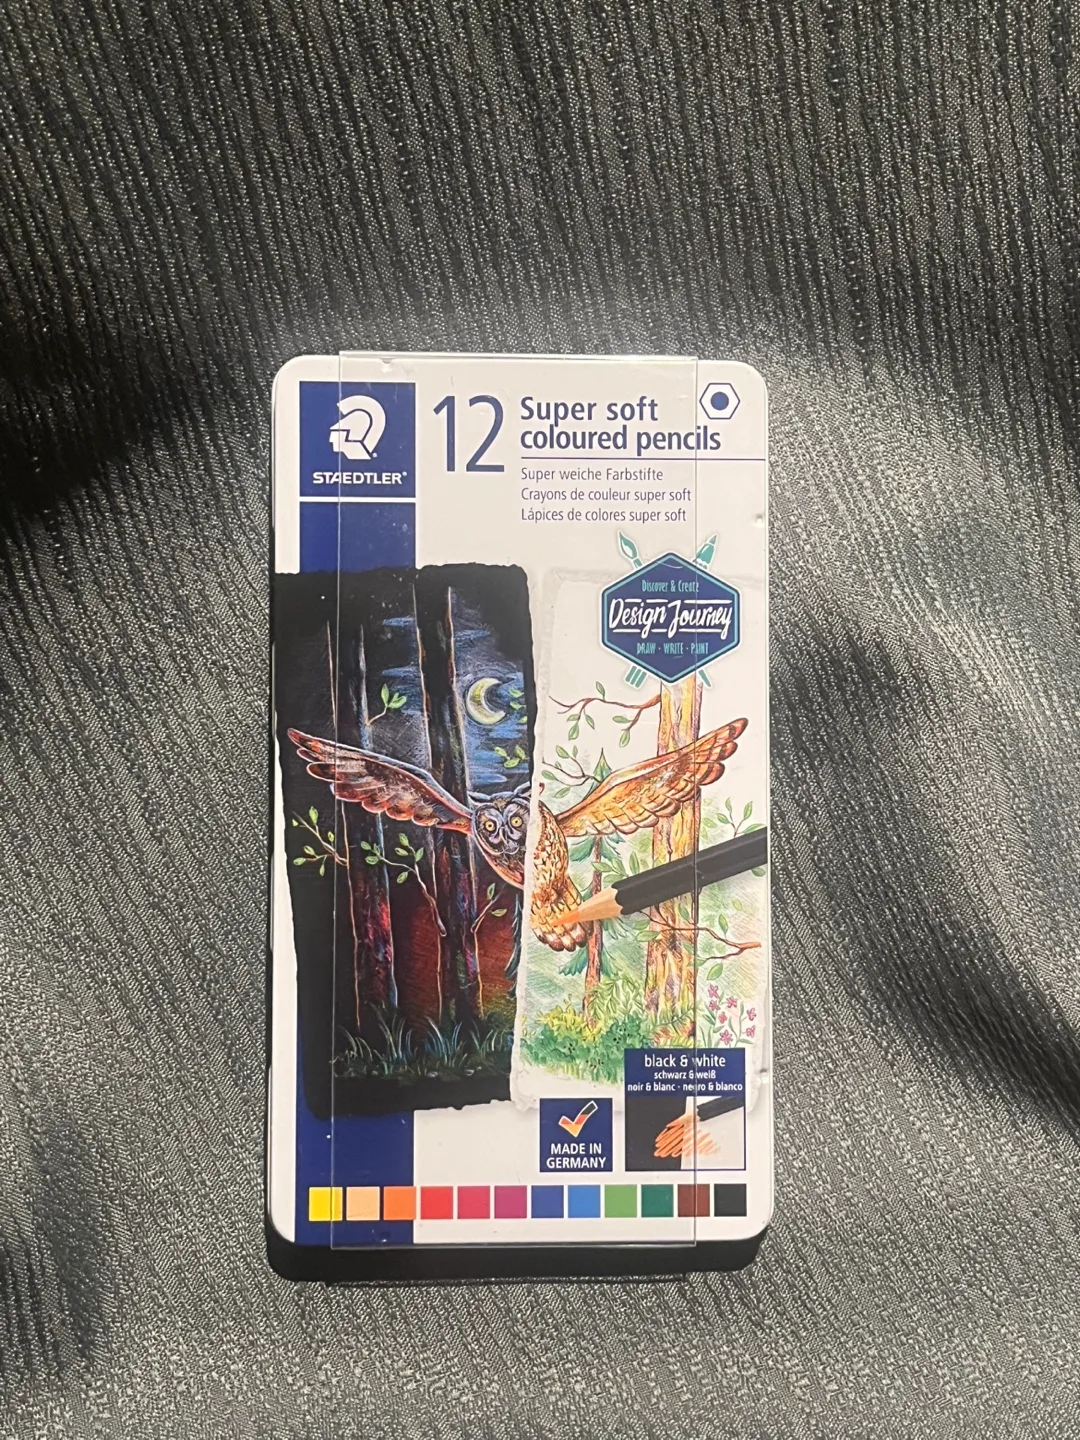 STAEDTLER®
12
Super soft
coloured pencils
Super weiche Farbstifte
Crayons de couleur super soft
Lápices de colores super soft
Discover & Create
Design Journey
DRAW · WRITE · PAINT
black & white
schwarz & weiß
noir & blanc · negro & blanco
MADE IN
GERMANY